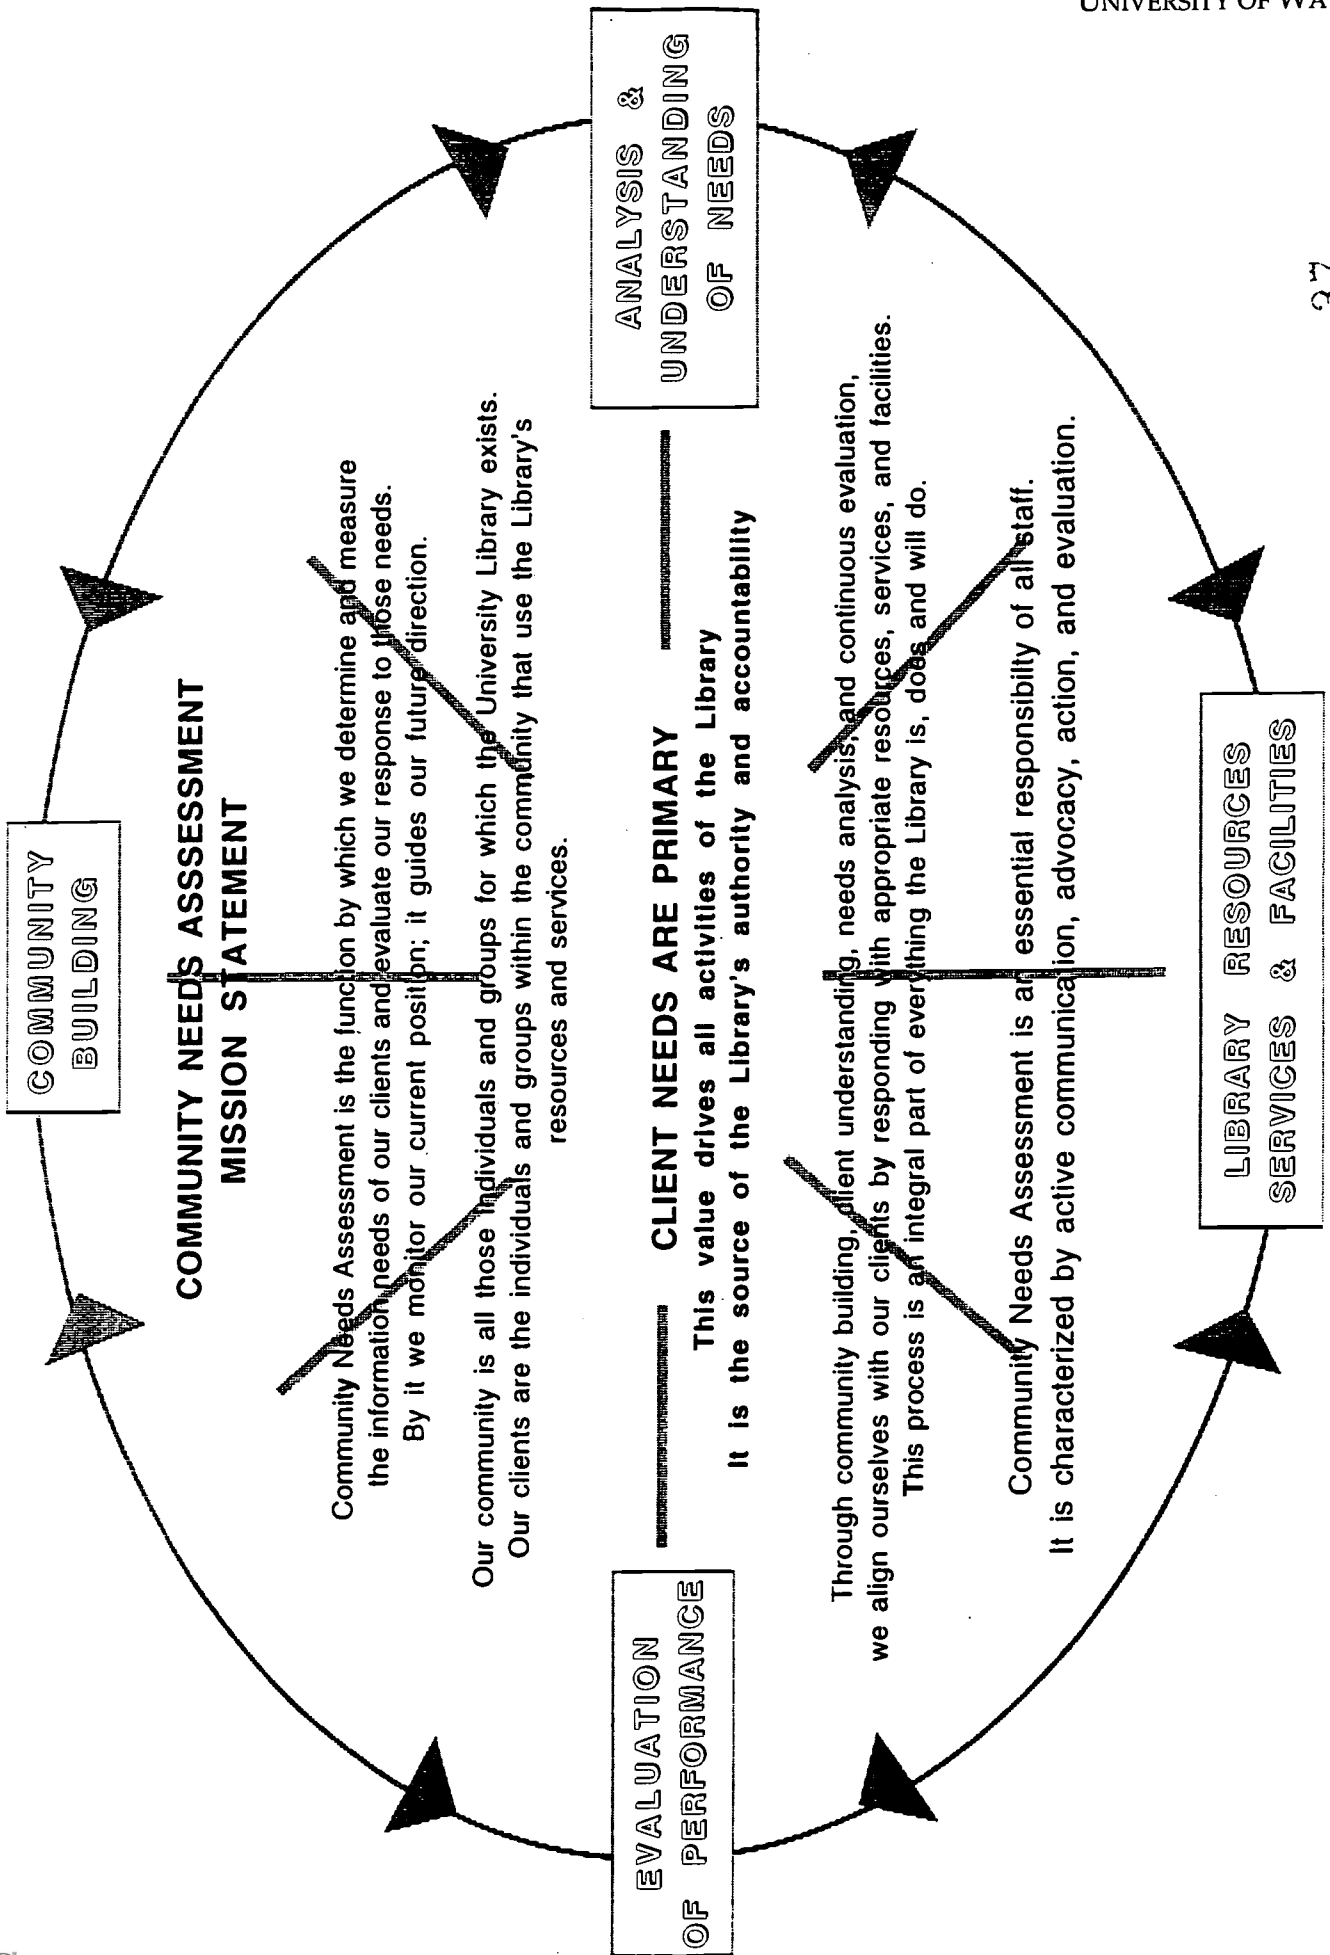 UNIVERSITY OF WA
COMMUNITY
BUILDING
COMMUNITY NEEDS ASSESSMENT
MISSION STATEMENT
Community Needs Assessment is the function by which we determine and measure
the information needs of our clients and evaluate our response to those needs.
By it we monitor our current position; it guides our future direction.
Our community is all those individuals and groups for which the University Library exists.
Our clients are the individuals and groups within the community that use the Library's
resources and services.
EVALUATION
OF PERFORMANCE
CLIENT NEEDS ARE PRIMARY
This value drives all activities of the Library
It is the source of the Library's authority and accountability
ANALYSIS &
UNDERSTANDING
OF NEEDS
Through community building, client understanding, needs analysis, and continuous evaluation,
we align ourselves with our clients by responding with appropriate resources, services, and facilities.
This process is an integral part of everything the Library is, does and will do.
Community Needs Assessment is an essential responsibilty of all staff.
It is characterized by active communication, advocacy, action, and evaluation.
LIBRARY RESOURCES
SERVICES & FACILITIES